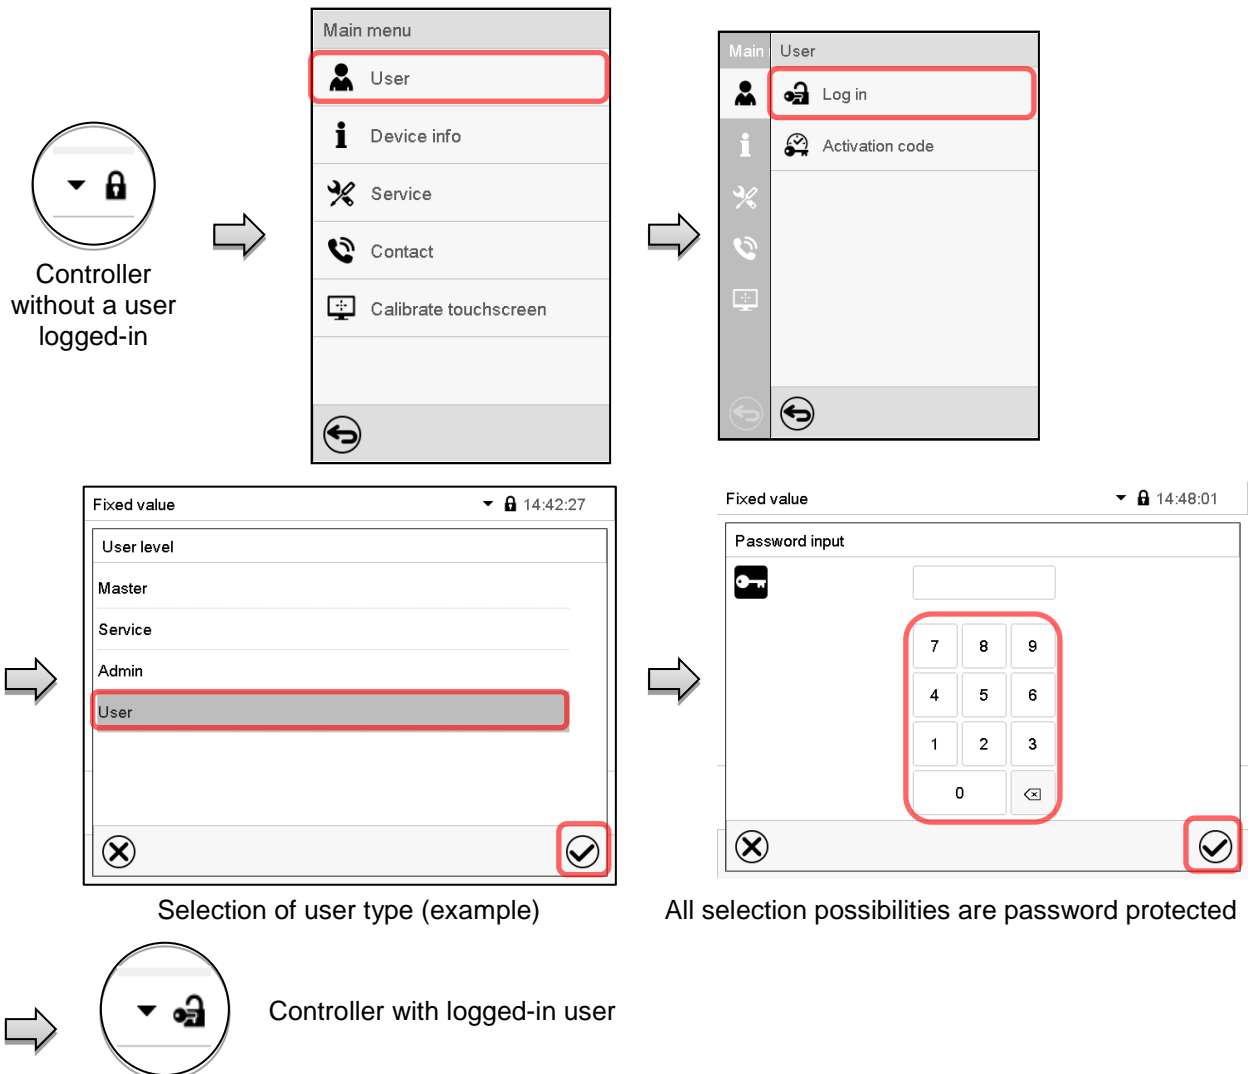 Main menu
User
Device info
Service
Contact
Calibrate touchscreen
Main
User
Log in
Activation code
Controller
without a user
logged-in
Fixed value
14:42:27
User level
Master
Service
Admin
User
Fixed value
14:48:01
Password input
7 8 9
4 5 6
1 2 3
0
Selection of user type (example)
All selection possibilities are password protected
Controller with logged-in user